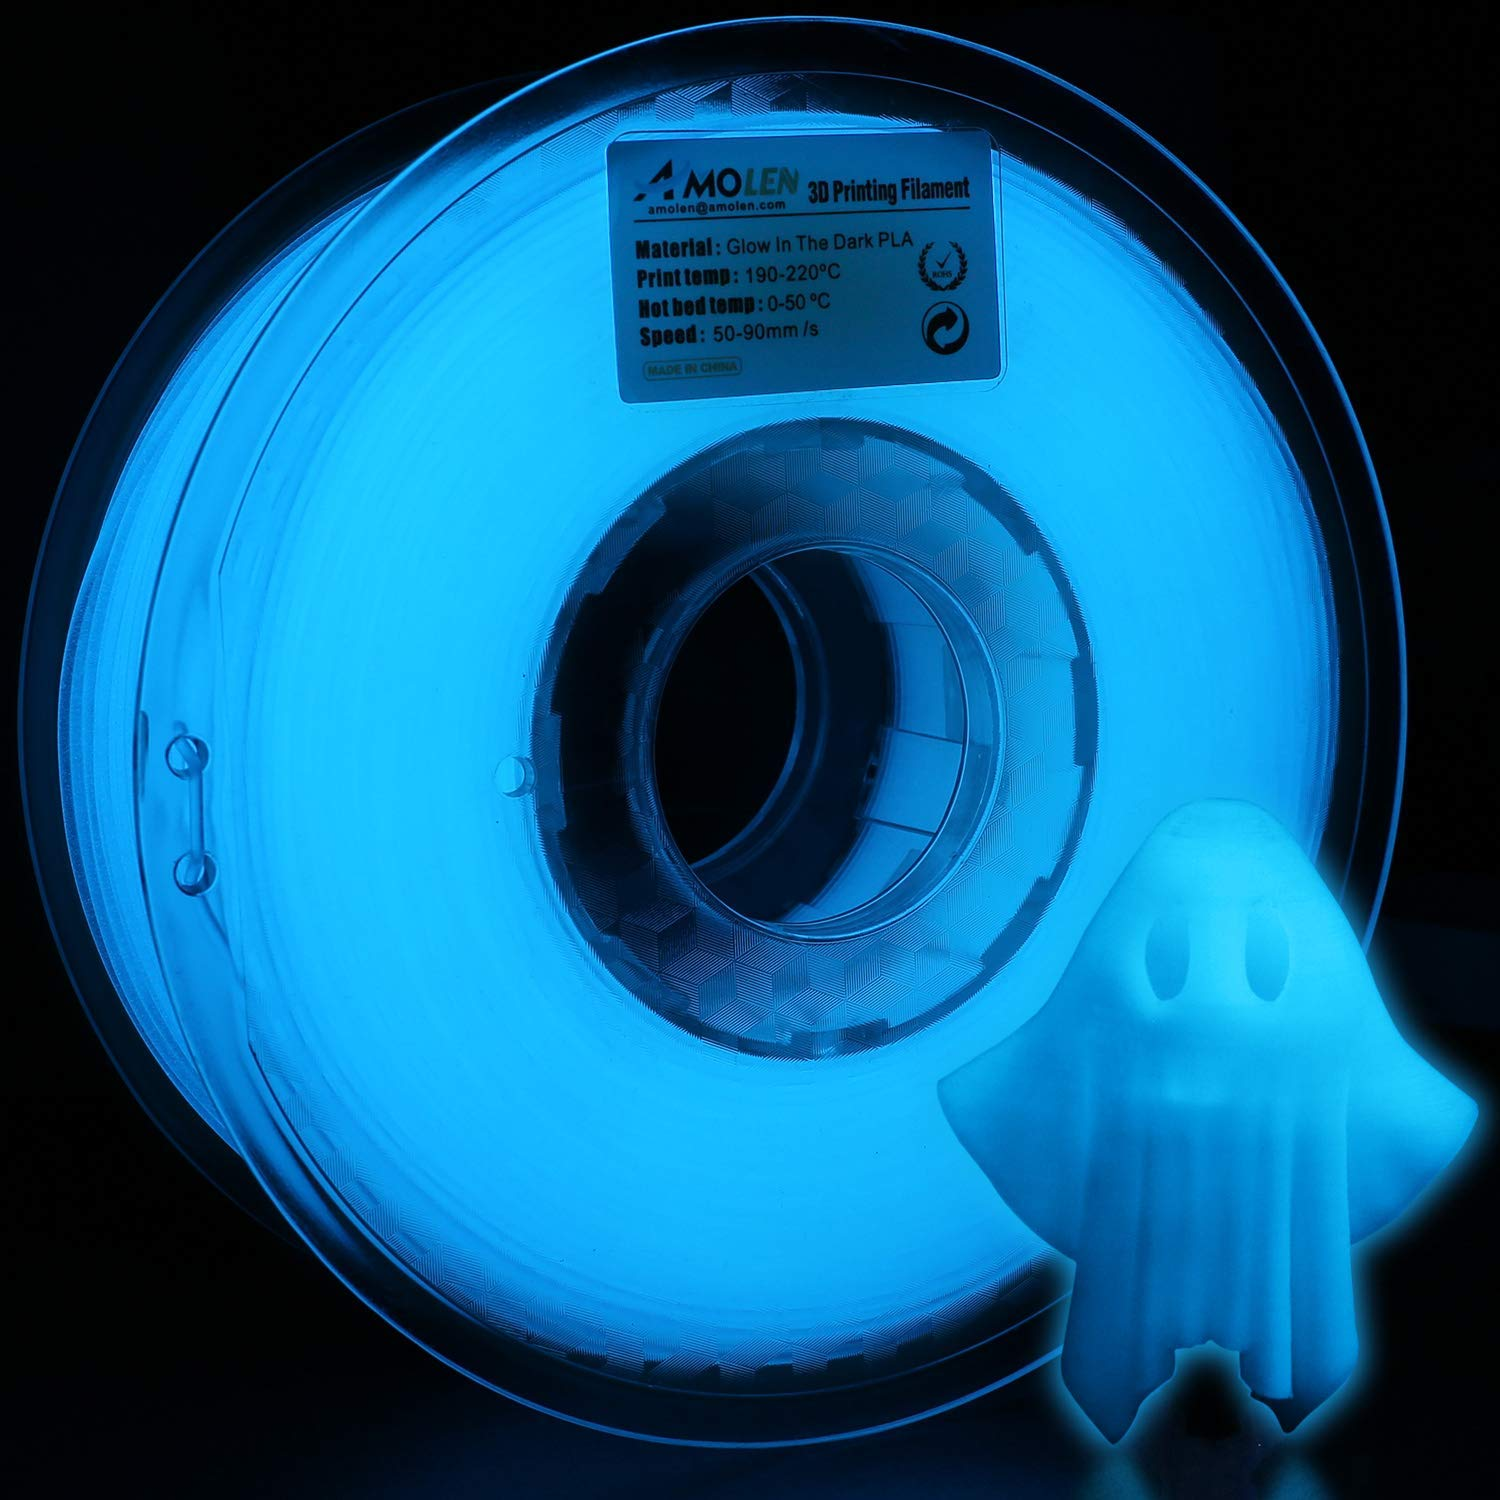 AMOLEN 3D Printing Filament
amolen@amolen.com
Material: Glow In The Dark PLA
Print temp: 190-220°C
Hot bed temp: 0-50 °C
Speed: 50-90mm /s
ROHS
MADE IN CHINA